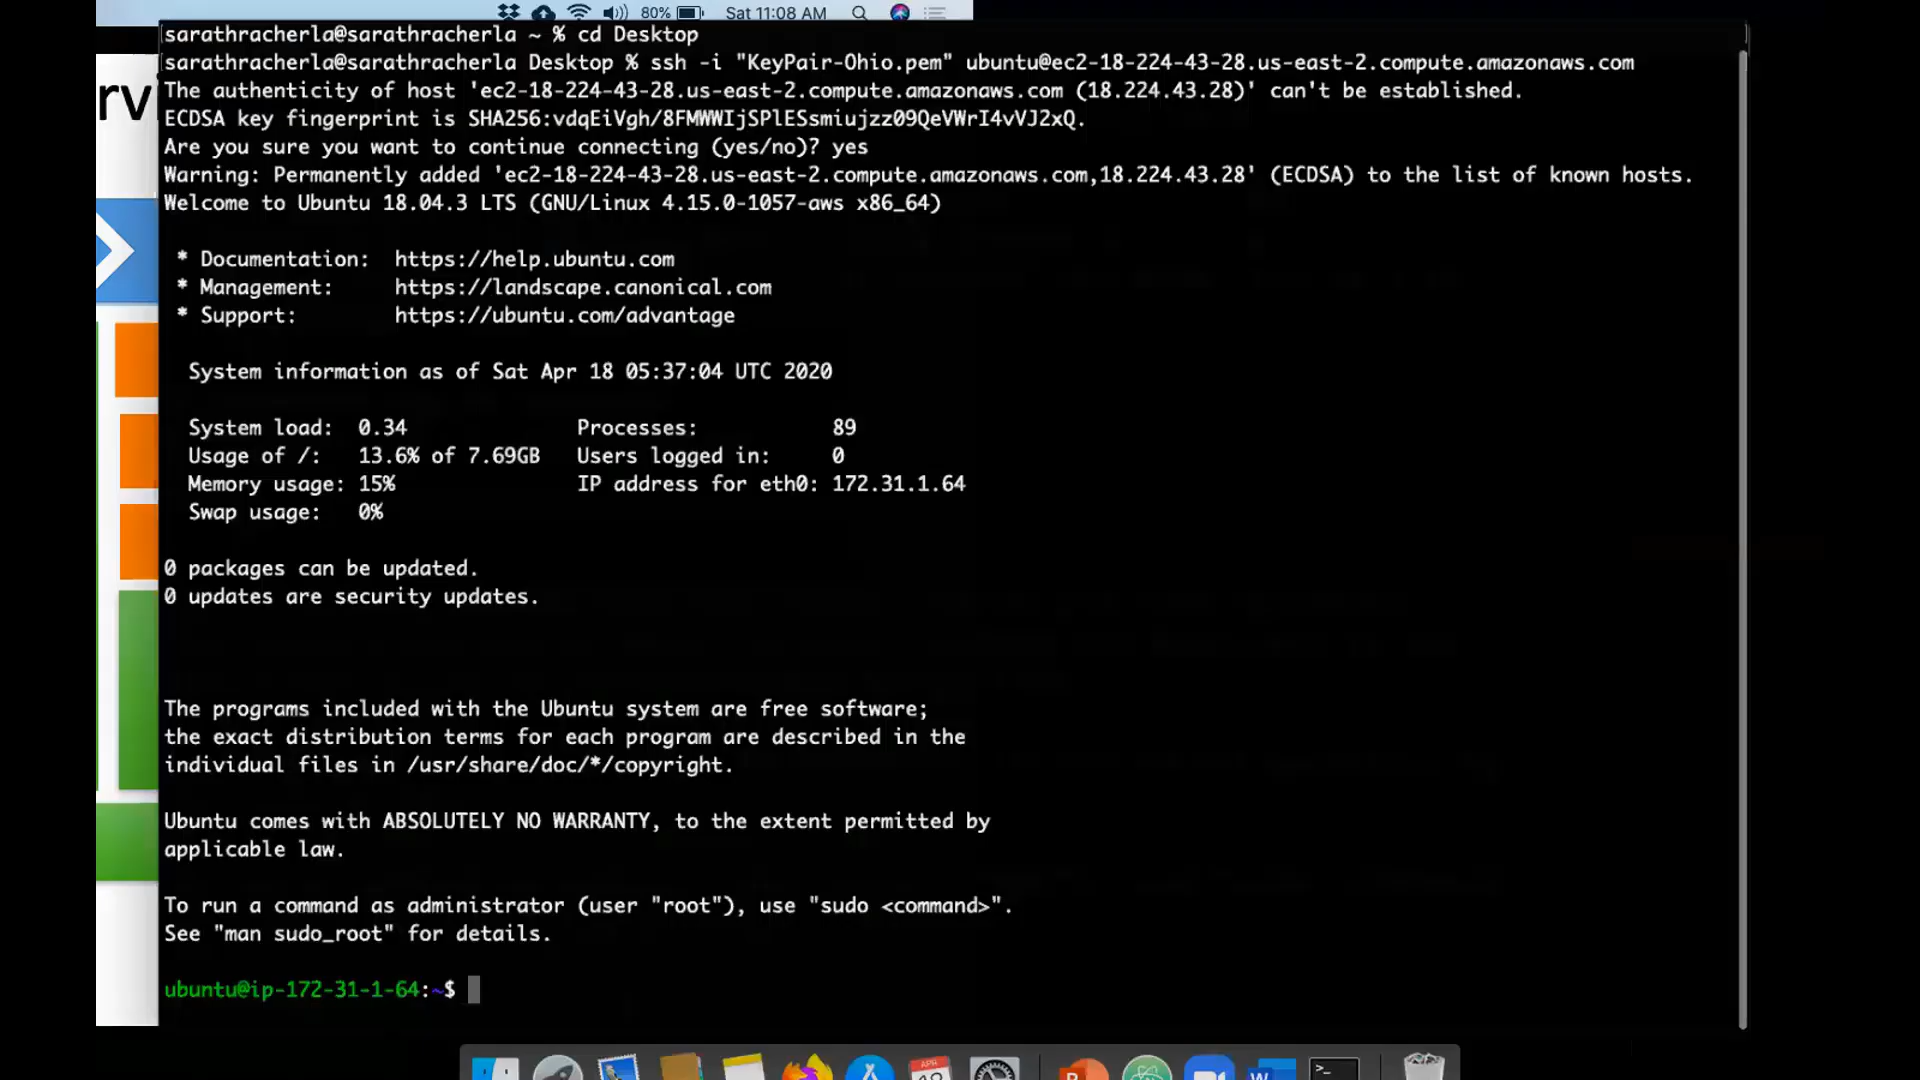 80% Sat 11:08 AM
rvi
sarathracherla@sarathracherla ~ % cd Desktop
sarathracherla@sarathracherla Desktop % ssh -i "KeyPair-Ohio.pem" ubuntu@ec2-18-224-43-28.us-east-2.compute.amazonaws.com
The authenticity of host 'ec2-18-224-43-28.us-east-2.compute.amazonaws.com (18.224.43.28)' can't be established.
ECDSA key fingerprint is SHA256:vdqEiVgh/8FMWWIjSPlESsmiujzz09QeVWrI4vVJ2xQ.
Are you sure you want to continue connecting (yes/no)? yes
Warning: Permanently added 'ec2-18-224-43-28.us-east-2.compute.amazonaws.com,18.224.43.28' (ECDSA) to the list of known hosts.
Welcome to Ubuntu 18.04.3 LTS (GNU/Linux 4.15.0-1057-aws x86_64)
* Documentation: https://help.ubuntu.com
* Management: https://landscape.canonical.com
* Support: https://ubuntu.com/advantage
System information as of Sat Apr 18 05:37:04 UTC 2020
System load: 0.34 Processes: 89
Usage of /: 13.6% of 7.69GB Users logged in: 0
Memory usage: 15% IP address for eth0: 172.31.1.64
Swap usage: 0%
0 packages can be updated.
0 updates are security updates.
The programs included with the Ubuntu system are free software;
the exact distribution terms for each program are described in the
individual files in /usr/share/doc/*/copyright.
Ubuntu comes with ABSOLUTELY NO WARRANTY, to the extent permitted by
applicable law.
To run a command as administrator (user "root"), use "sudo <command>".
See "man sudo_root" for details.
ubuntu@ip-172-31-1-64:~$
APR